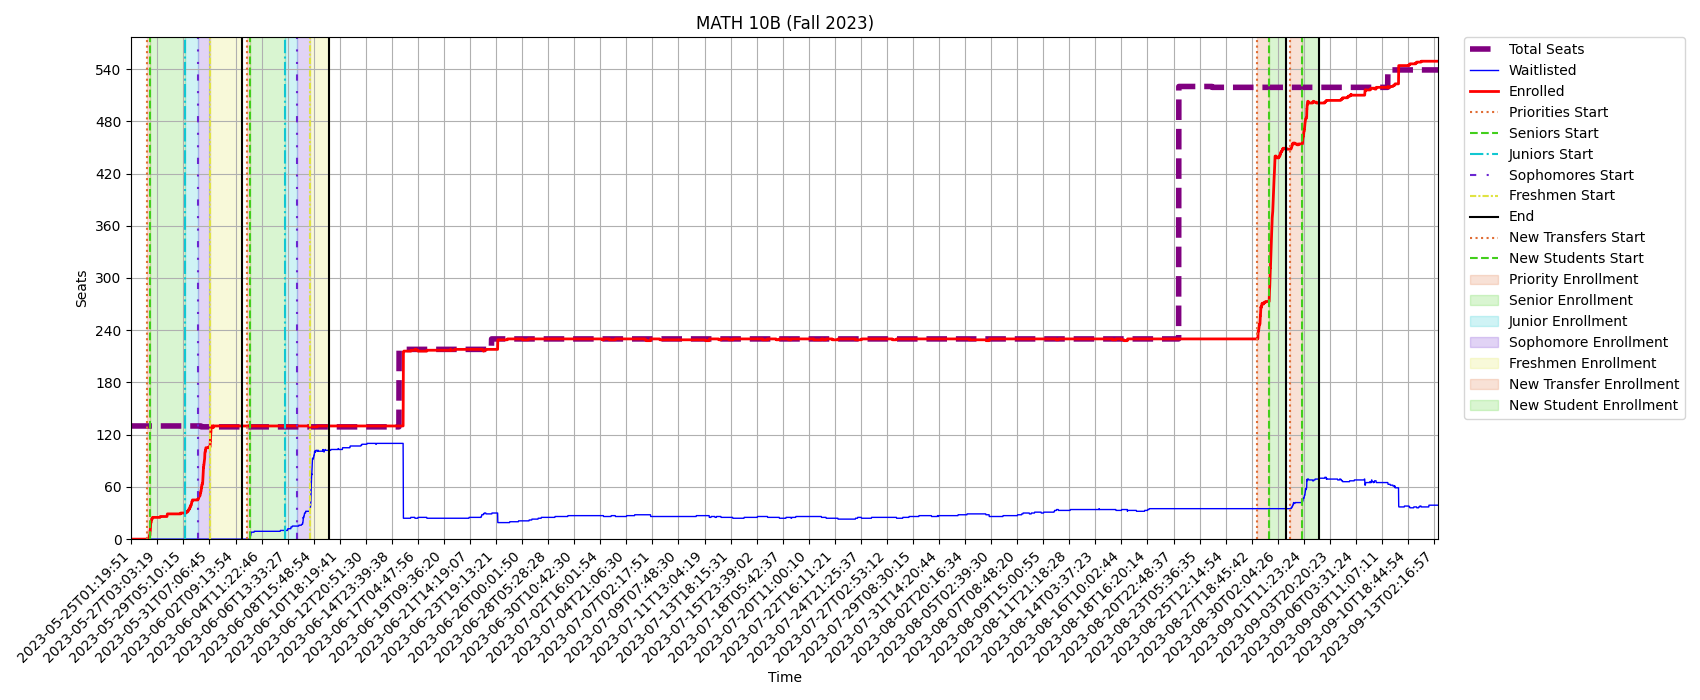 MATH 10B (Fall 2023)
Seats
540
480
420
360
300
240
180
120
60
0
2023-05-25T01:19:51
2023-05-27T03:03:19
2023-05-29T05:10:15
2023-05-31T07:06:45
2023-06-02T09:13:54
2023-06-04T11:22:46
2023-06-06T13:33:27
2023-06-08T15:48:54
2023-06-10T18:19:41
2023-06-12T20:51:30
2023-06-14T23:39:38
2023-06-17T04:47:56
2023-06-19T09:36:20
2023-06-21T14:19:07
2023-06-23T19:13:21
2023-06-26T00:01:50
2023-06-28T05:28:28
2023-06-30T10:42:30
2023-07-02T16:01:54
2023-07-04T21:06:30
2023-07-07T02:17:51
2023-07-09T07:48:30
2023-07-11T13:04:19
2023-07-13T18:15:31
2023-07-15T23:39:02
2023-07-18T05:42:37
2023-07-20T11:00:10
2023-07-22T16:11:21
2023-07-24T21:25:37
2023-07-27T02:53:12
2023-07-29T08:30:15
2023-07-31T14:20:44
2023-08-02T20:16:34
2023-08-05T02:39:30
2023-08-07T08:48:20
2023-08-09T15:00:55
2023-08-11T21:18:28
2023-08-14T03:37:23
2023-08-16T10:02:44
2023-08-18T16:20:14
2023-08-20T22:48:37
2023-08-23T05:36:35
2023-08-25T12:14:54
2023-08-27T18:45:42
2023-08-30T02:04:26
2023-09-01T11:23:24
2023-09-03T20:20:23
2023-09-06T03:31:24
2023-09-08T11:07:11
2023-09-10T18:44:54
2023-09-13T02:16:57
Time
Total Seats
Waitlisted
Enrolled
Priorities Start
Seniors Start
Juniors Start
Sophomores Start
Freshmen Start
End
New Transfers Start
New Students Start
Priority Enrollment
Senior Enrollment
Junior Enrollment
Sophomore Enrollment
Freshmen Enrollment
New Transfer Enrollment
New Student Enrollment